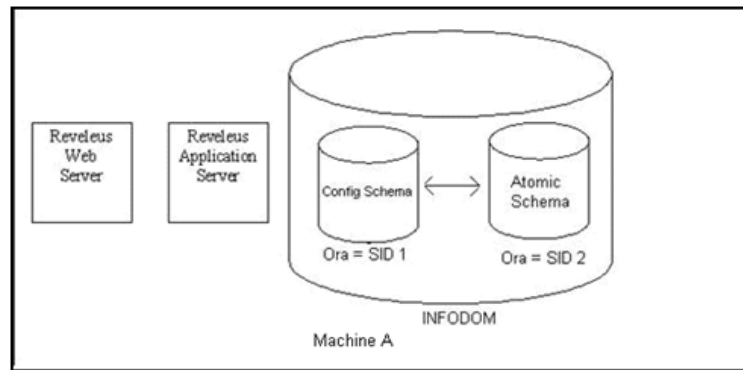 Reveleus
Web
Server
Reveleus
Application
Server
Config Schema
Atomic
Schema
Ora = SID 1
Ora = SID 2
INFODOM
Machine A